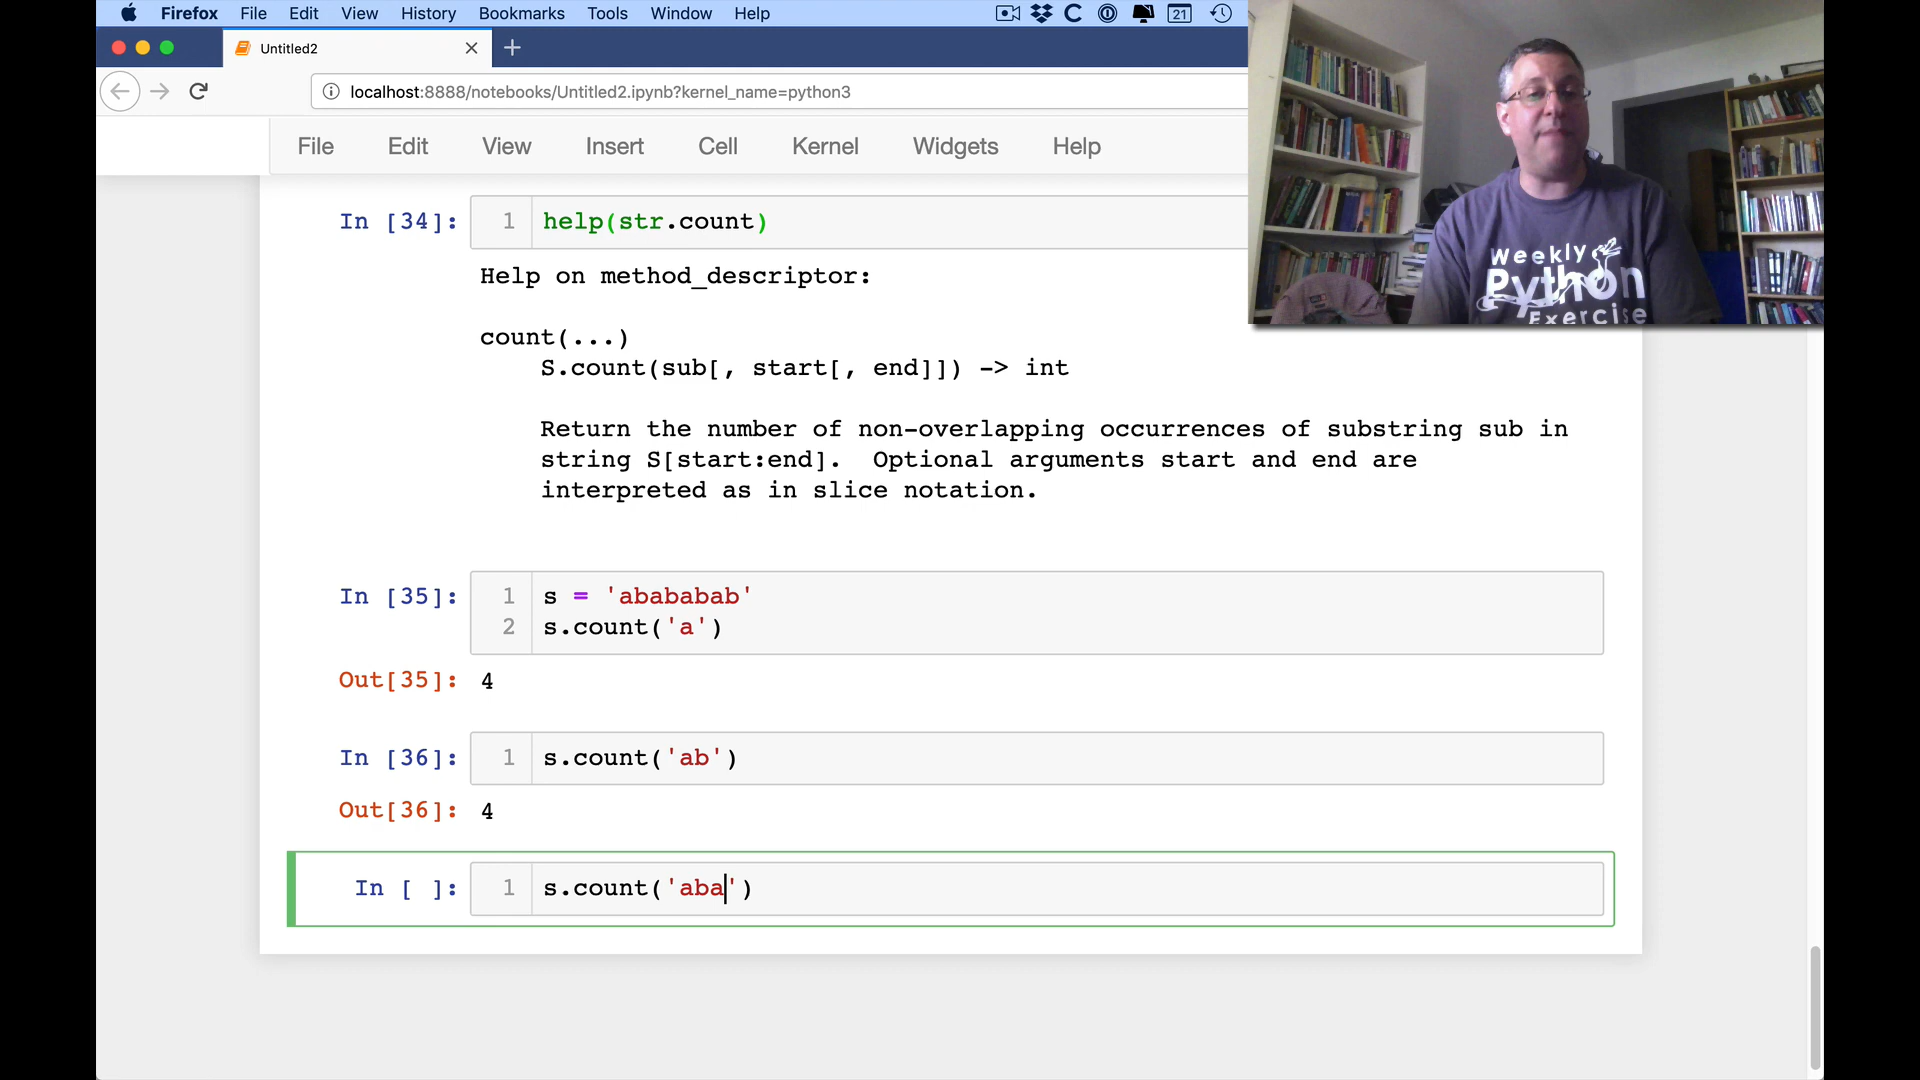 Firefox File Edit View History Bookmarks Tools Window Help 21
Untitled2
localhost:8888/notebooks/Untitled2.ipynb?kernel_name=python3
File Edit View Insert Cell Kernel Widgets Help
In [34]: 1 help(str.count)
Help on method_descriptor:
count(...)
S.count(sub[, start[, end]]) -> int
Return the number of non-overlapping occurrences of substring sub in
string S[start:end].  Optional arguments start and end are
interpreted as in slice notation.
In [35]: 1 s = 'abababab'
2 s.count('a')
Out[35]: 4
In [36]: 1 s.count('ab')
Out[36]: 4
In [ ]: 1 s.count('aba')
Weekly
Python
Exercise